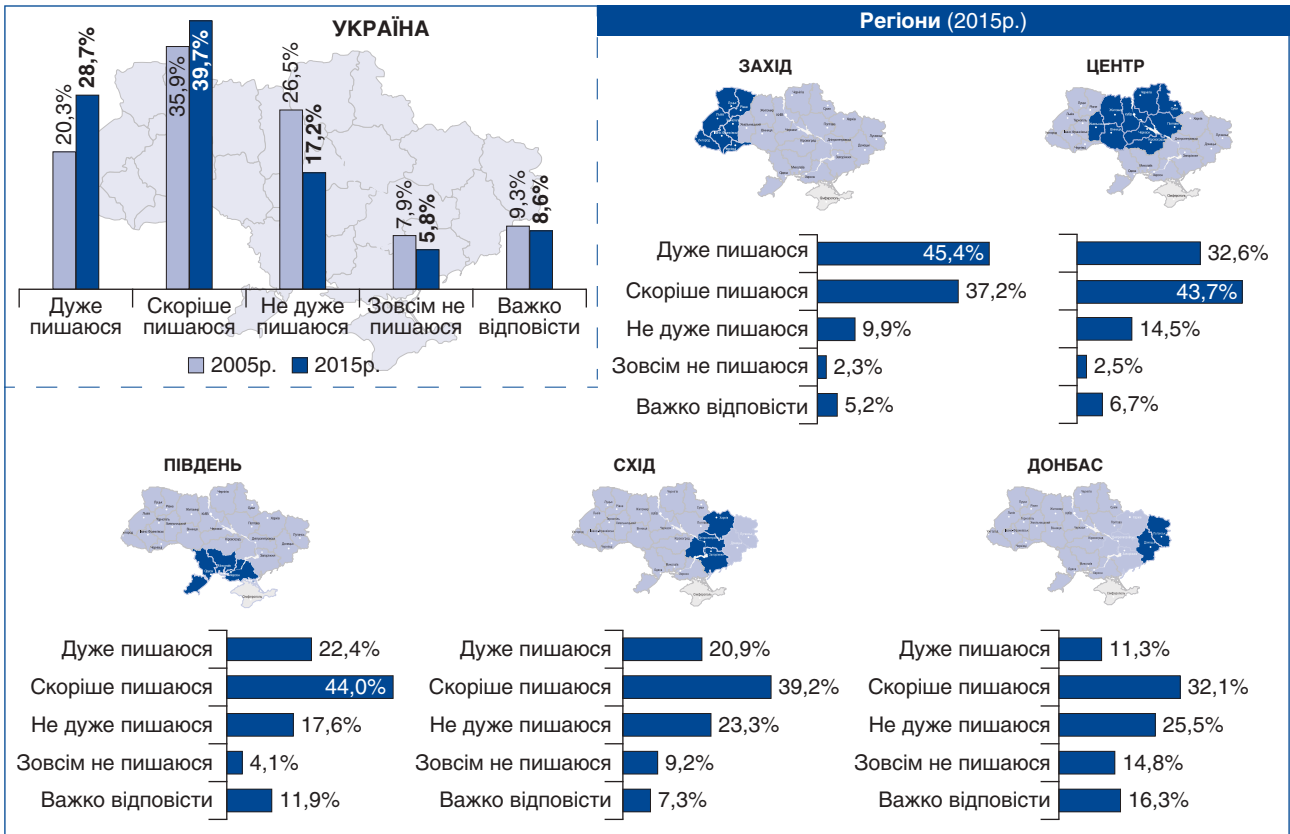 УКРАЇНА
20,3%
28,7%
35,9%
39,7%
26,5%
17,2%
7,9%
5,8%
9,3%
8,6%
Дуже
пишаюся
Скоріше
пишаюся
Не дуже
пишаюся
Зовсім не
пишаюся
Важко
відповісти
2005р.
2015р.
Регіони (2015р.)
ЗАХІД
Дуже пишаюся 45,4%
Скоріше пишаюся 37,2%
Не дуже пишаюся 9,9%
Зовсім не пишаюся 2,3%
Важко відповісти 5,2%
ЦЕНТР
32,6%
43,7%
14,5%
2,5%
6,7%
ПІВДЕНЬ
Дуже пишаюся 22,4%
Скоріше пишаюся 44,0%
Не дуже пишаюся 17,6%
Зовсім не пишаюся 4,1%
Важко відповісти 11,9%
СХІД
Дуже пишаюся 20,9%
Скоріше пишаюся 39,2%
Не дуже пишаюся 23,3%
Зовсім не пишаюся 9,2%
Важко відповісти 7,3%
ДОНБАС
Дуже пишаюся 11,3%
Скоріше пишаюся 32,1%
Не дуже пишаюся 25,5%
Зовсім не пишаюся 14,8%
Важко відповісти 16,3%